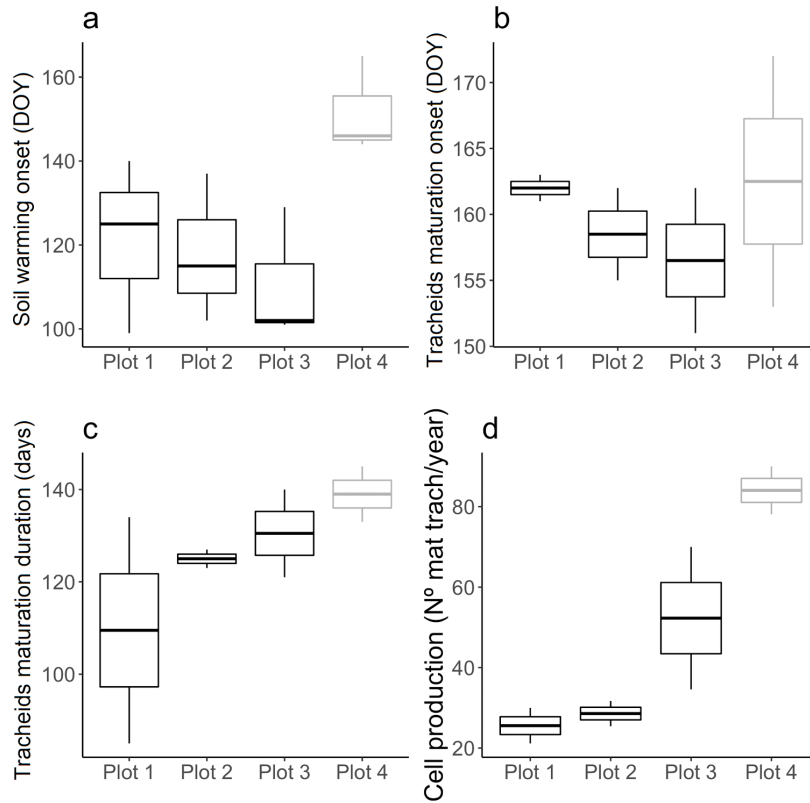 a
Soil warming onset (DOY)
160
140
120
100
Plot 1 Plot 2 Plot 3 Plot 4
b
Tracheids maturation onset (DOY)
170
165
160
155
150
Plot 1 Plot 2 Plot 3 Plot 4
c
Tracheids maturation duration (days)
140
120
100
Plot 1 Plot 2 Plot 3 Plot 4
d
Cell production (Nº mat trach/year)
80
60
40
20
Plot 1 Plot 2 Plot 3 Plot 4